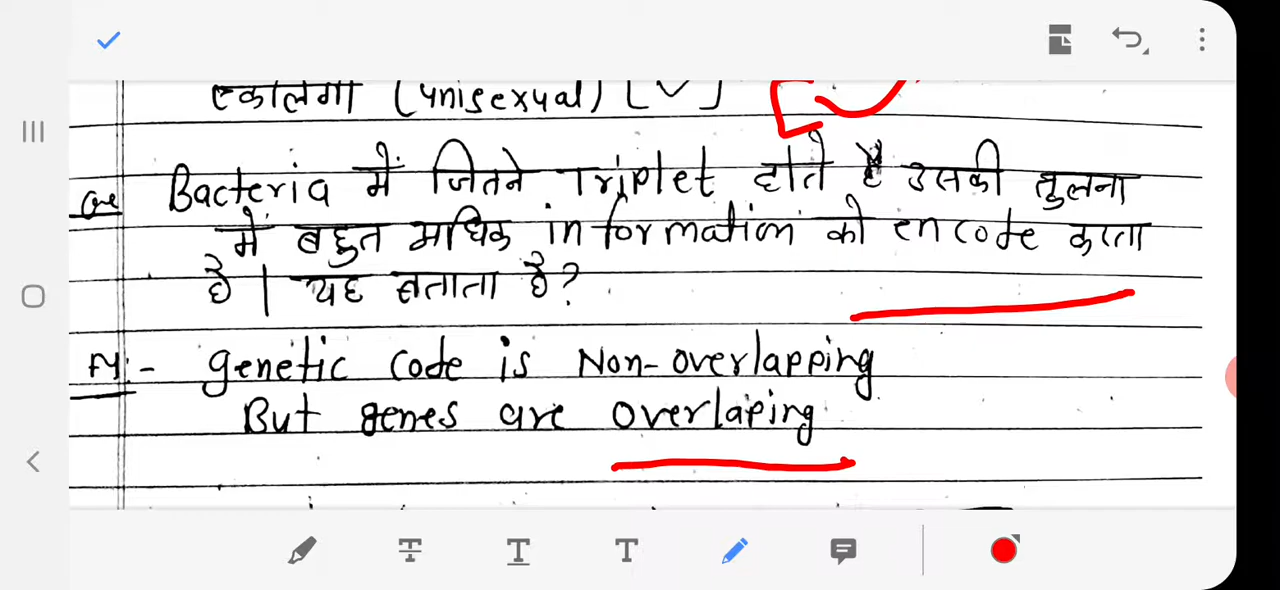 एकलिंगी (unisexual) [✓]
Que Bacteria में जितने Triplet होते है उसकी तुलना
में बहुत अधिक information को encode करता
है | यह बताता है?
:- Genetic code is Non-overlapping
But genes are overlaping